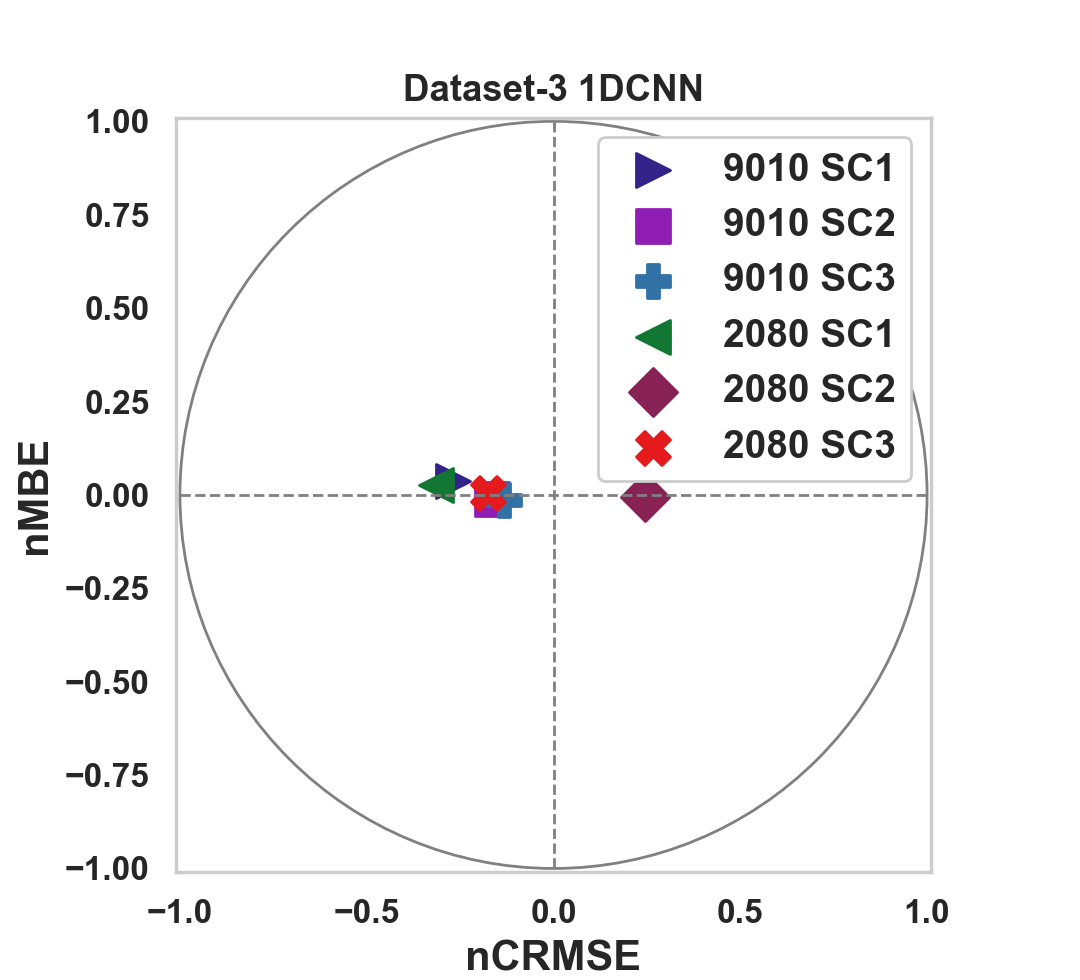 Dataset-3 1DCNN
1.00
0.75
0.50
0.25
0.00
−0.25
−0.50
−0.75
−1.00
nMBE
9010 SC1
9010 SC2
9010 SC3
2080 SC1
2080 SC2
2080 SC3
−1.0 −0.5 0.0 0.5 1.0
nCRMSE